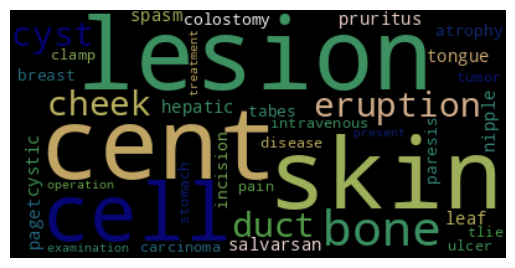 spasm colostomy pruritus
cyst lesion atrophy
clamp treatment tongue
breast tumor
cheek hepatic tabes eruption
intravenous nipple
cent disease present paresis
cystic incision skin
operation stomach pain
paget cell duct bone leaf
tlie
examination carcinoma salvarsan ulcer